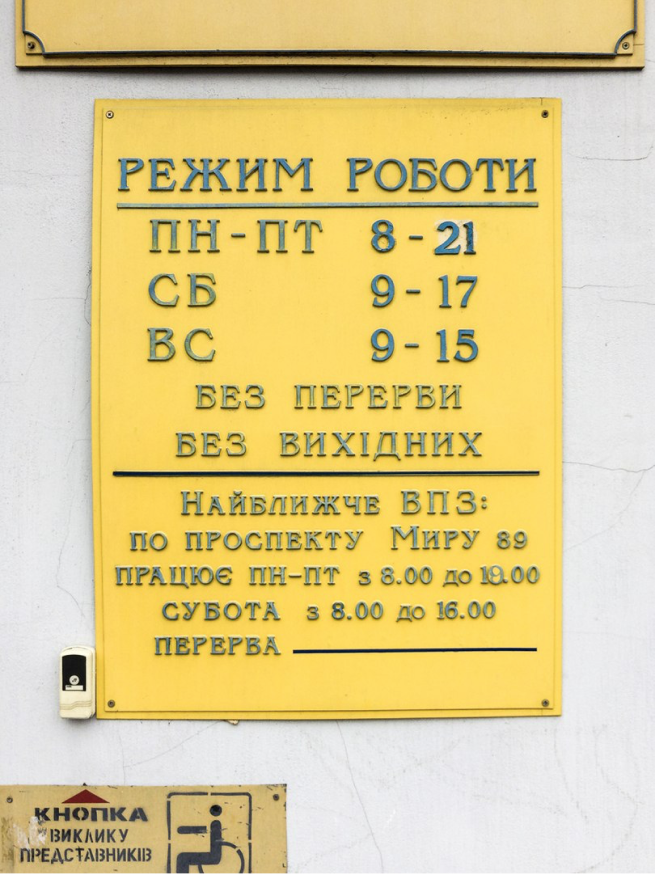 РЕЖИМ РОБОТИ
ПН-ПТ 8-21
СБ 9-17
ВС 9-15
БЕЗ ПЕРЕРВИ
БЕЗ ВИХІДНИХ
НАЙБЛИЖЧЕ ВПЗ:
ПО ПРОСПЕКТУ МИРУ 89
ПРАЦЮЄ ПН-ПТ з 8.00 до
СУБОТА з 8.00 до 16.00
ПЕРЕРВА
КНОПКА
ВИКЛИКУ
ПРЕДСТАВНИКІВ